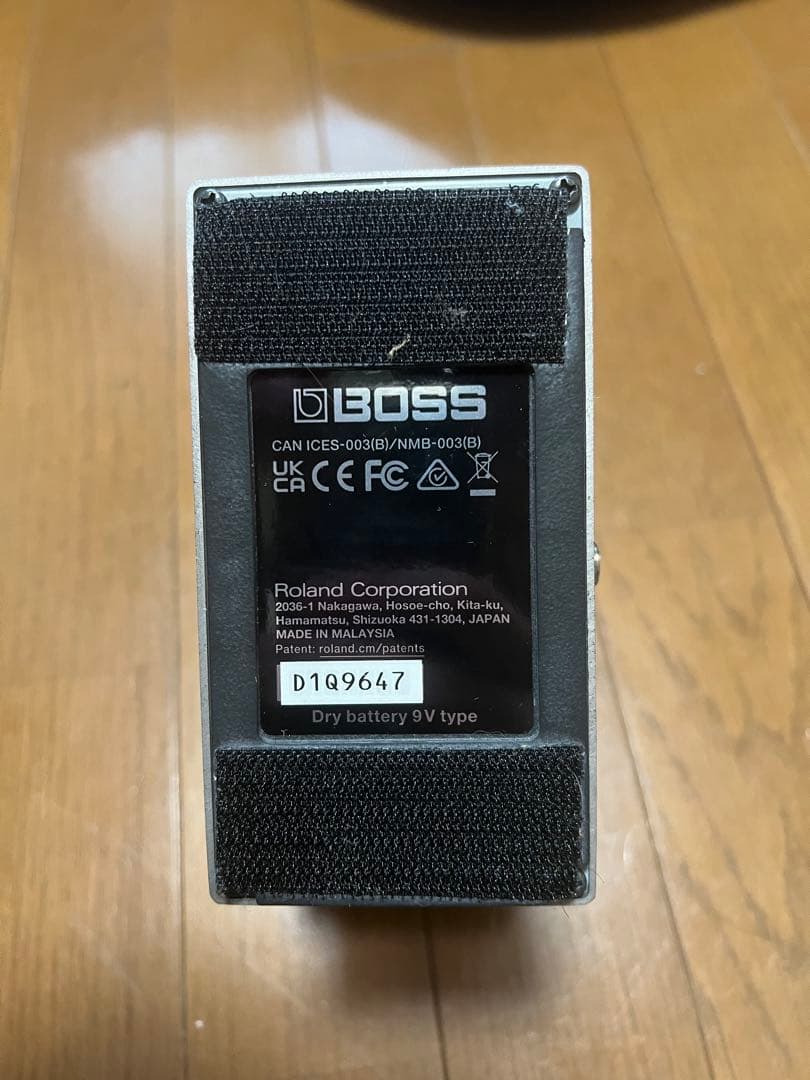 BOSS
CAN ICES-003(B)/NMB-003(B)
UK
CA CE FC
Roland Corporation
2036-1 Nakagawa, Hosoe-cho, Kita-ku,
Hamamatsu, Shizuoka 431-1304, JAPAN
MADE IN MALAYSIA
Patent: roland.cm/patents
D1Q9647
Dry battery 9V type